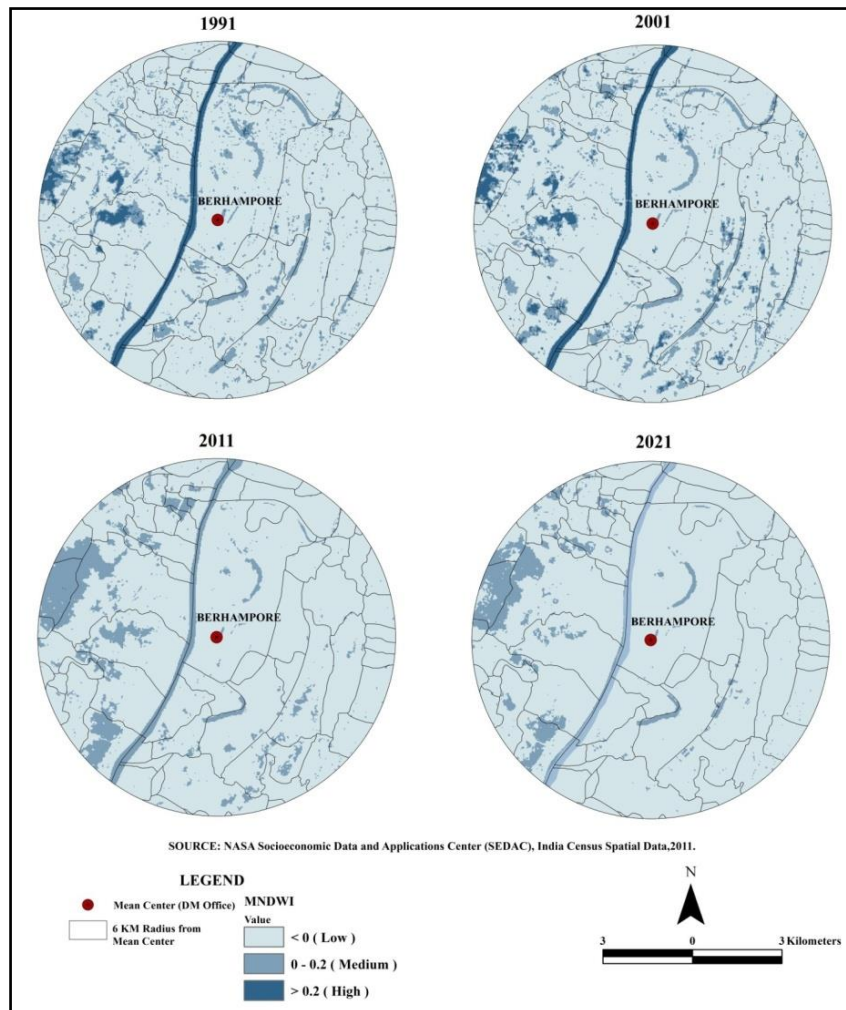 1991
2001
BERHAMPORE
BERHAMPORE
2011
2021
BERHAMPORE
BERHAMPORE
SOURCE: NASA Socioeconomic Data and Applications Center (SEDAC), India Census Spatial Data,2011.
LEGEND
Mean Center (DM Office)
6 KM Radius from
Mean Center
MNDWI
Value
< 0 ( Low )
0 - 0.2 ( Medium )
> 0.2 ( High )
N
3 0 3 Kilometers